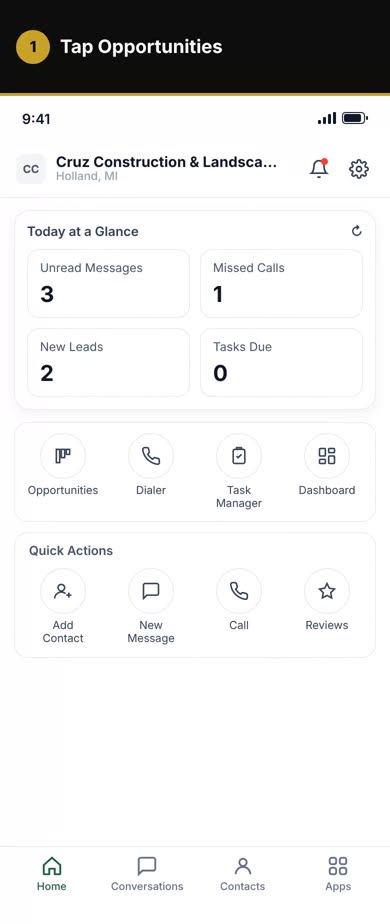 1 Tap Opportunities
9:41
CC
Cruz Construction & Landsca...
Holland, MI
Today at a Glance
Unread Messages
3
Missed Calls
1
New Leads
2
Tasks Due
0
Opportunities
Dialer
Task
Manager
Dashboard
Quick Actions
Add
Contact
New
Message
Call
Reviews
Home
Conversations
Contacts
Apps